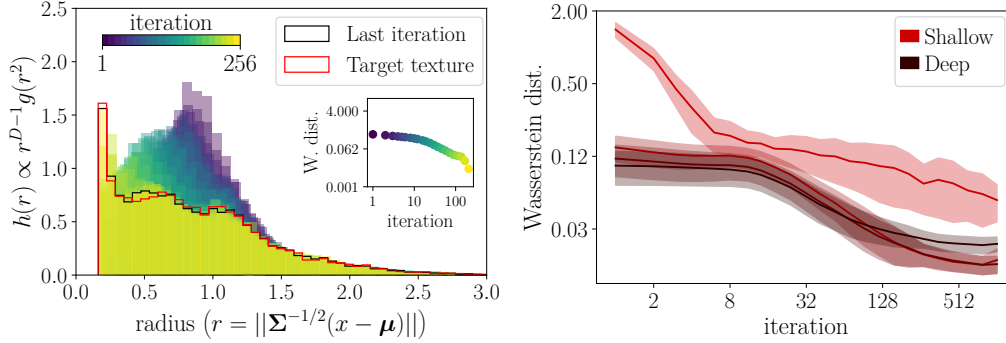 iteration
1 256
Last iteration
Target texture
h(r) ∝ r^{D−1}g(r^2)
2.5
2.0
1.5
1.0
0.5
0.0
W. dist.
4.000
0.062
0.001
1 10 100
iteration
0.0 0.5 1.0 1.5 2.0 2.5 3.0
radius (r = ||Σ^{−1/2}(x − μ)||)
Wasserstein dist.
2.00
0.50
0.12
0.03
Shallow
Deep
2 8 32 128 512
iteration